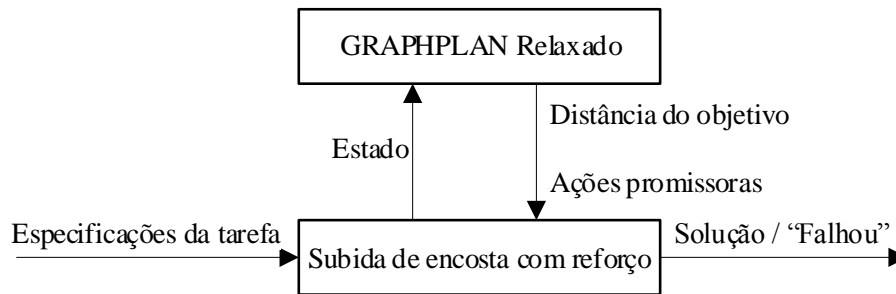 GRAPHPLAN Relaxado
Distância do objetivo
Estado
Ações promissoras
Especificações da tarefa
Subida de encosta com reforço
Solução / “Falhou”